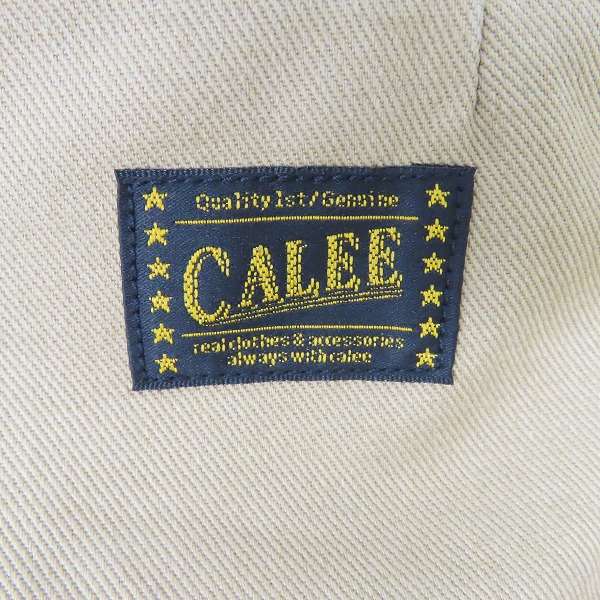 Quality 1st/Genuine
CALEE
real clothes & accessories
always with calee